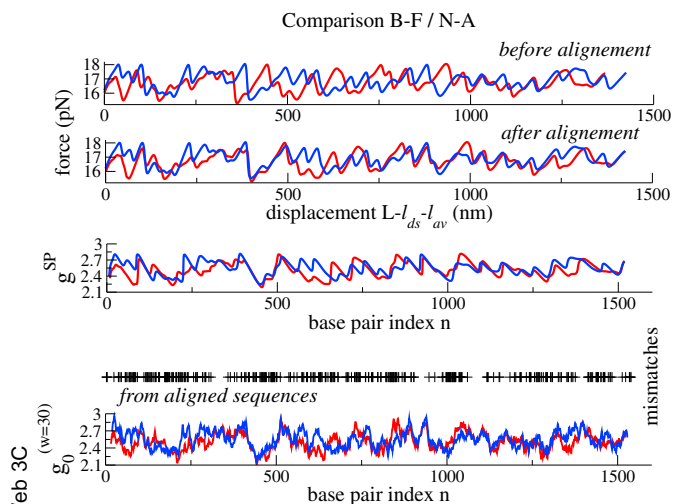 Comparison B-F / N-A
before alignement
18
17
16
0
500
1000
1500
after alignement
force (pN)
18
17
16
0
500
1000
1500
displacement L-l_ds-l_av (nm)
g^SP
3
2.7
2.4
2.1
0
500
1000
1500
base pair index n
mismatches
from aligned sequences
g_0^(w=30)
3
2.7
2.4
2.1
0
500
1000
1500
base pair index n
eb 3C